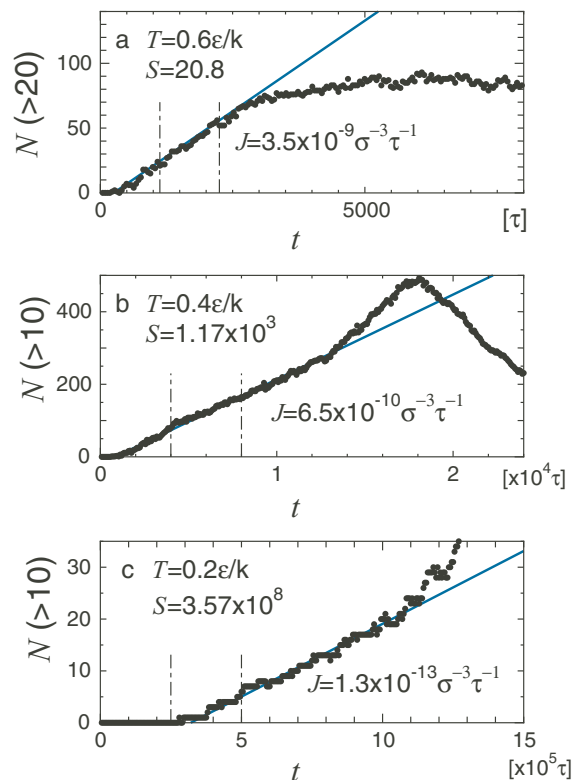 a T=0.6ε/k
S=20.8
J=3.5x10⁻⁹σ⁻³τ⁻¹
N (>20)
100
50
0
0 5000 [τ]
t
b T=0.4ε/k
S=1.17x10³
J=6.5x10⁻¹⁰σ⁻³τ⁻¹
N (>10)
400
200
0
0 1 2 [x10⁴τ]
t
c T=0.2ε/k
S=3.57x10⁸
J=1.3x10⁻¹³σ⁻³τ⁻¹
N (>10)
30
20
10
0
0 5 10 15
[x10⁵τ]
t